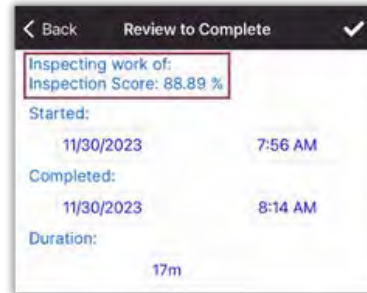 Back Review to Complete
Inspecting work of:
Inspection Score: 88.89 %
Started:
11/30/2023 7:56 AM
Completed:
11/30/2023 8:14 AM
Duration:
17m